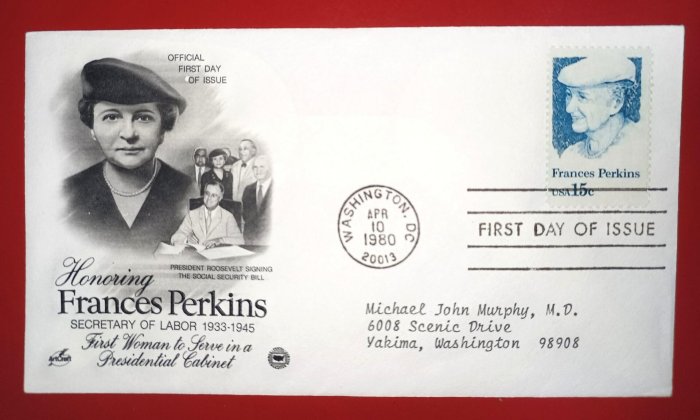 OFFICIAL
FIRST DAY
OF ISSUE
PRESIDENT ROOSEVELT SIGNING
THE SOCIAL SECURITY BILL
Honoring
Frances Perkins
SECRETARY OF LABOR 1933-1945
First Woman to Serve in a
Presidential Cabinet
ArtCraft
Frances Perkins
USA 15c
WASHINGTON, DC
APR
10
1980
20013
FIRST DAY OF ISSUE
Michael John Murphy, M.D.
6008 Scenic Drive
Yakima, Washington 98908